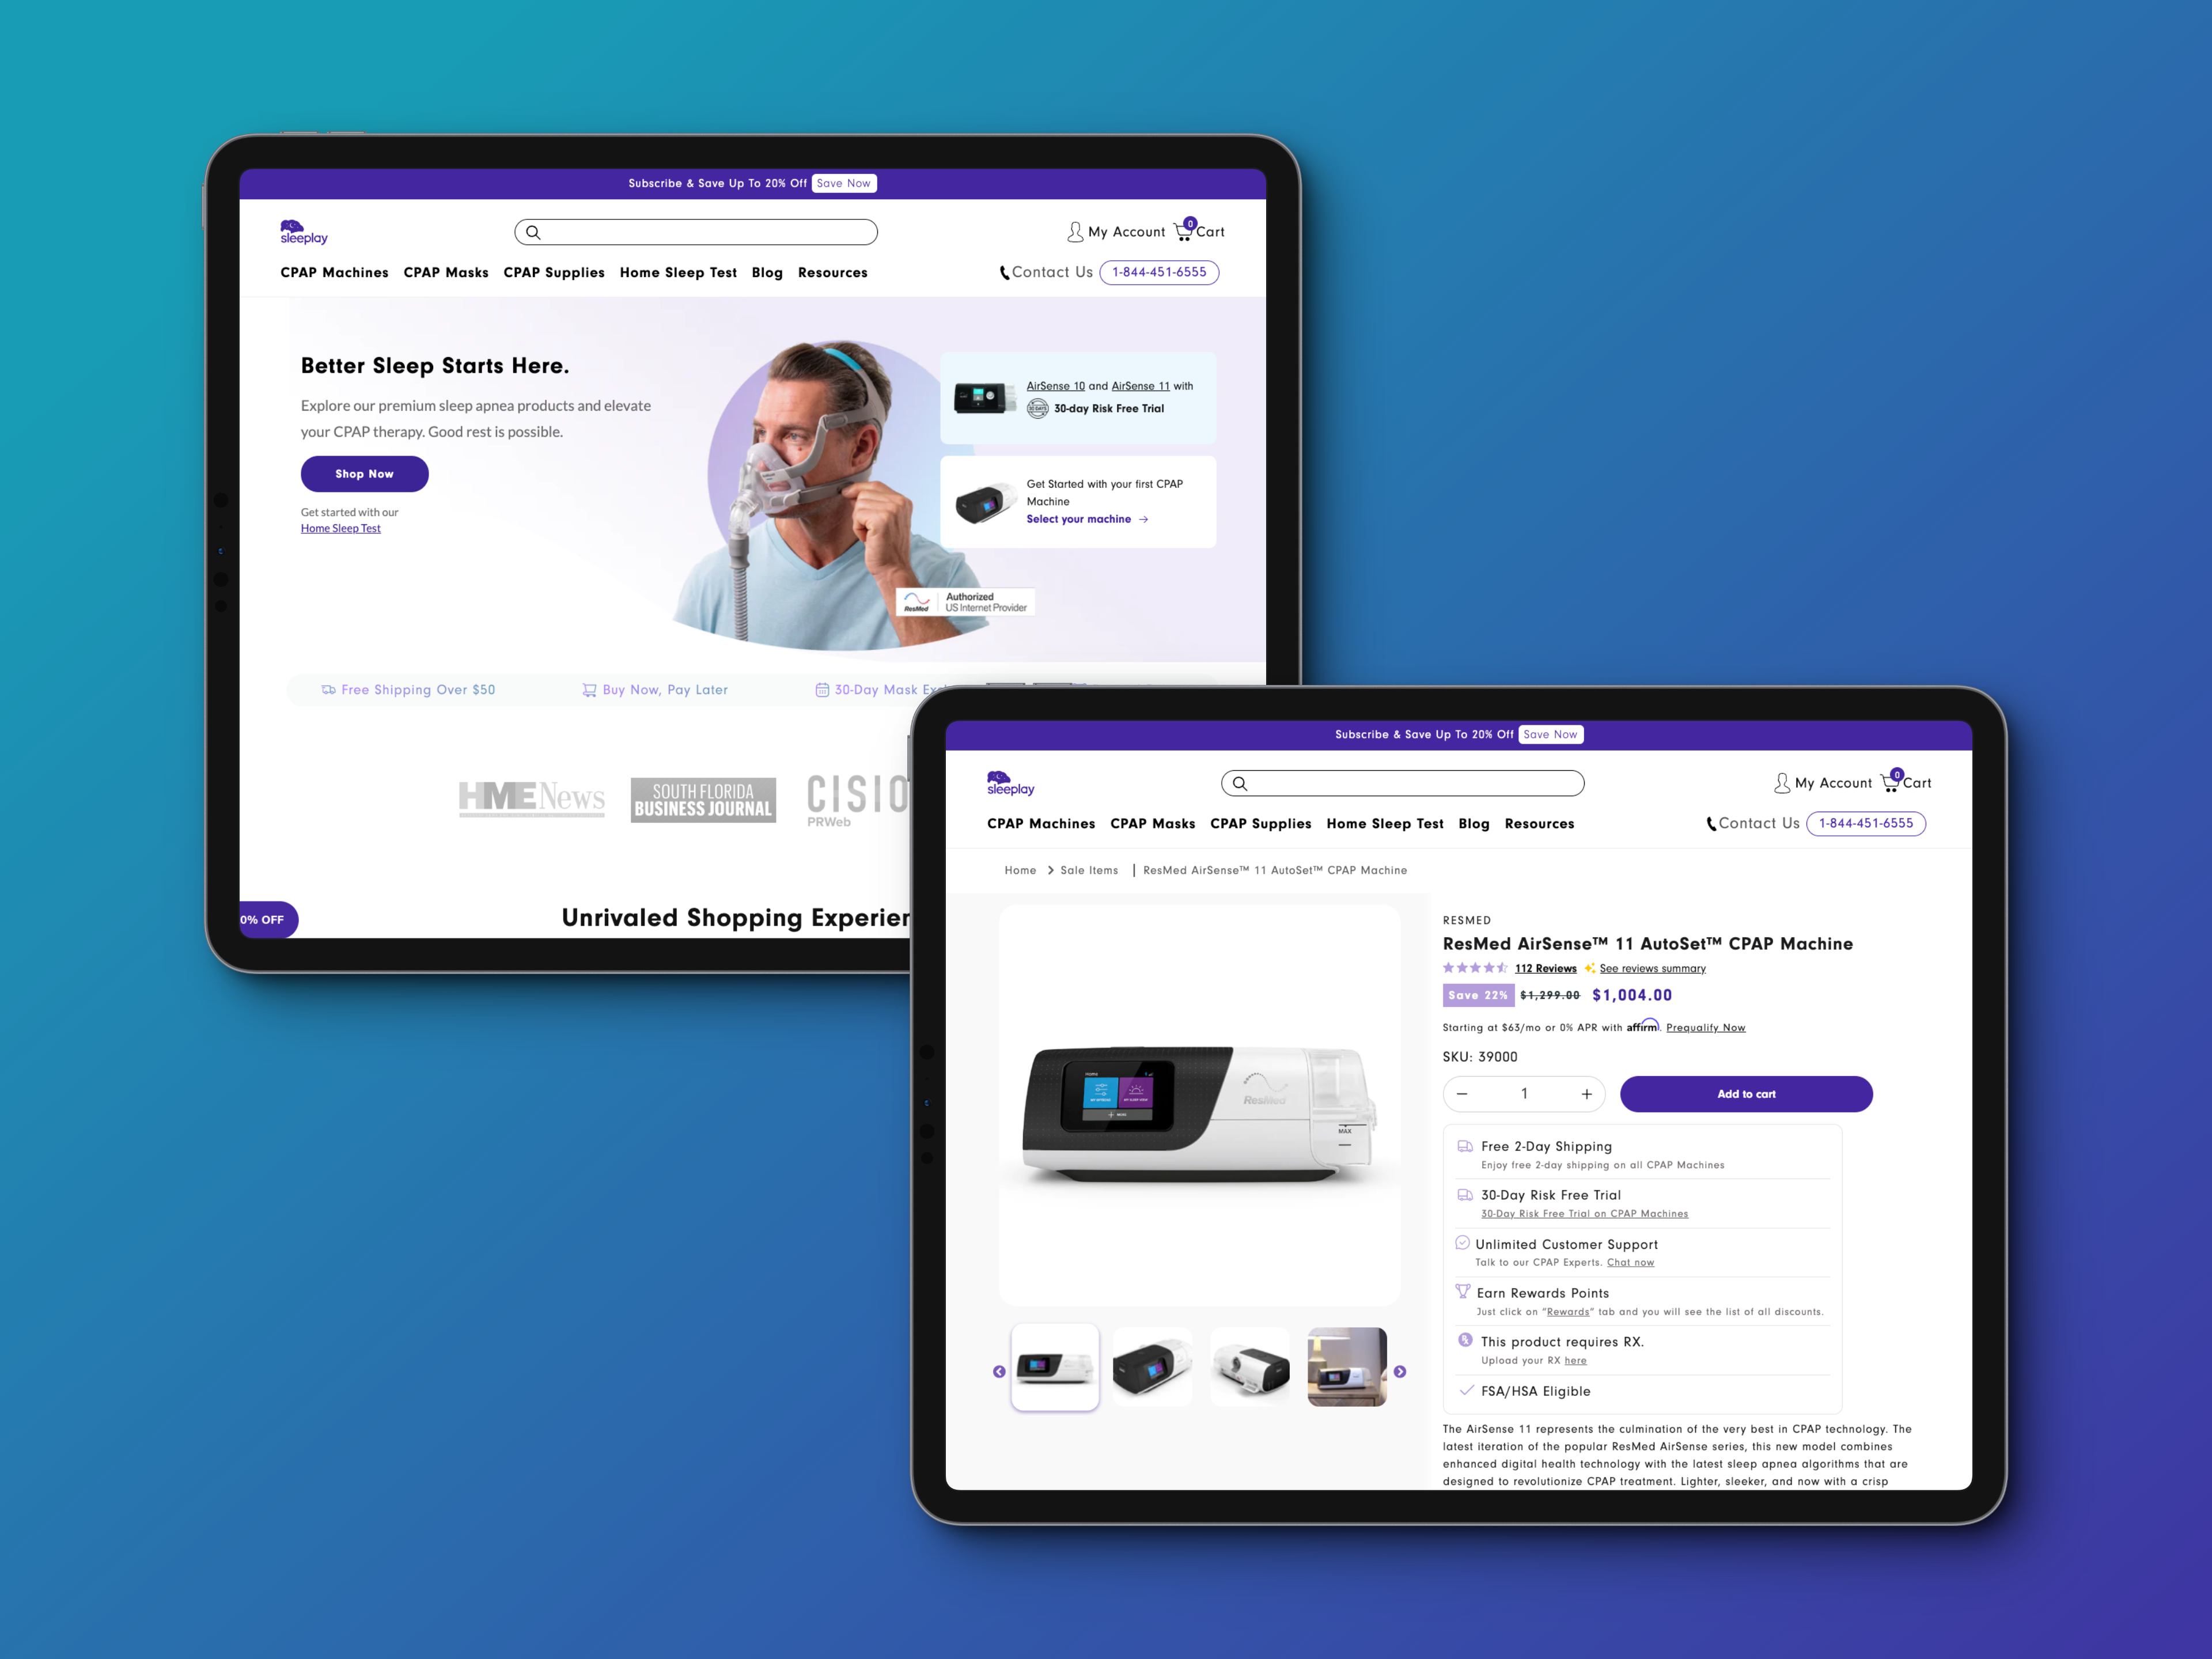 Subscribe & Save Up To 20% Off Save Now
sleeplay
My Account 0 Cart
CPAP Machines CPAP Masks CPAP Supplies Home Sleep Test Blog Resources
Contact Us 1-844-451-6555
Better Sleep Starts Here.
Explore our premium sleep apnea products and elevate
your CPAP therapy. Good rest is possible.
Shop Now
Get started with our
Home Sleep Test
AirSense 10 and AirSense 11 with
30 DAYS 30-day Risk Free Trial
Get Started with your first CPAP
Machine
Select your machine →
ResMed
Authorized
US Internet Provider
Free Shipping Over $50
Buy Now, Pay Later
30-Day Mask
HME News
SOUTH FLORIDA
BUSINESS JOURNAL
CISIO
PRWeb
0% OFF
Unrivaled Shopping Experien
Subscribe & Save Up To 20% Off Save Now
sleeplay
My Account 0 Cart
CPAP Machines CPAP Masks CPAP Supplies Home Sleep Test Blog Resources
Contact Us 1-844-451-6555
Home > Sale Items | ResMed AirSense™ 11 AutoSet™ CPAP Machine
Home
MY OPTIONS MY SLEEP VIEW
+ MORE
ResMed
MAX
RESMED
ResMed AirSense™ 11 AutoSet™ CPAP Machine
112 Reviews See reviews summary
Save 22% $1,299.00 $1,004.00
Starting at $63/mo or 0% APR with affirm. Prequalify Now
SKU: 39000
− 1 + Add to cart
Free 2-Day Shipping
Enjoy free 2-day shipping on all CPAP Machines
30-Day Risk Free Trial
30-Day Risk Free Trial on CPAP Machines
Unlimited Customer Support
Talk to our CPAP Experts. Chat now
Earn Rewards Points
Just click on "Rewards" tab and you will see the list of all discounts.
This product requires RX.
Upload your RX here
FSA/HSA Eligible
The AirSense 11 represents the culmination of the very best in CPAP technology. The
latest iteration of the popular ResMed AirSense series, this new model combines
enhanced digital health technology with the latest sleep apnea algorithms that are
designed to revolutionize CPAP treatment. Lighter, sleeker, and now with a crisp